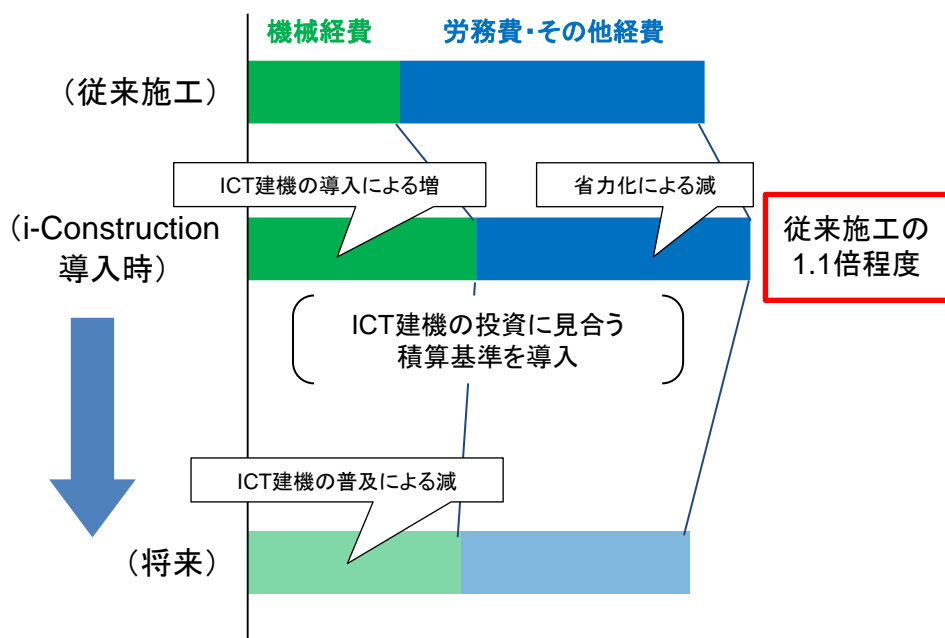 機械経費
労務費・その他経費
(従来施工)
ICT建機の導入による増
省力化による減
(i-Construction
導入時)
従来施工の
1.1倍程度
ICT建機の投資に見合う
積算基準を導入
ICT建機の普及による減
(将来)